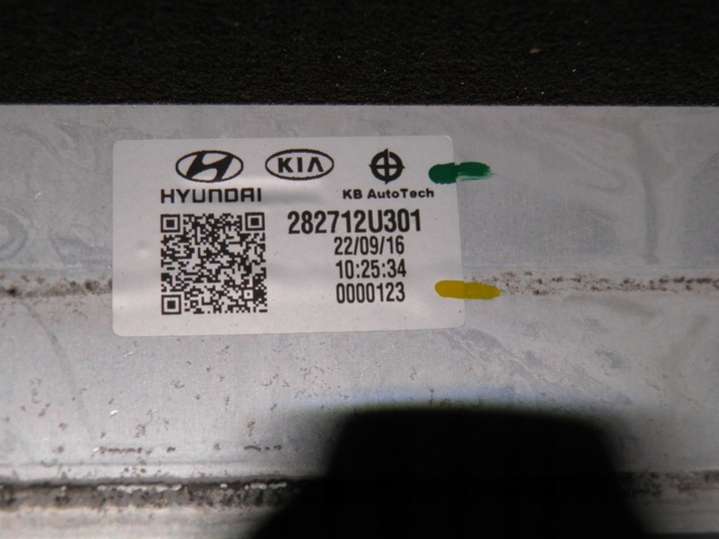 HYUNDAI
KIA
KB AutoTech
282712U301
22/09/16
10:25:34
0000123